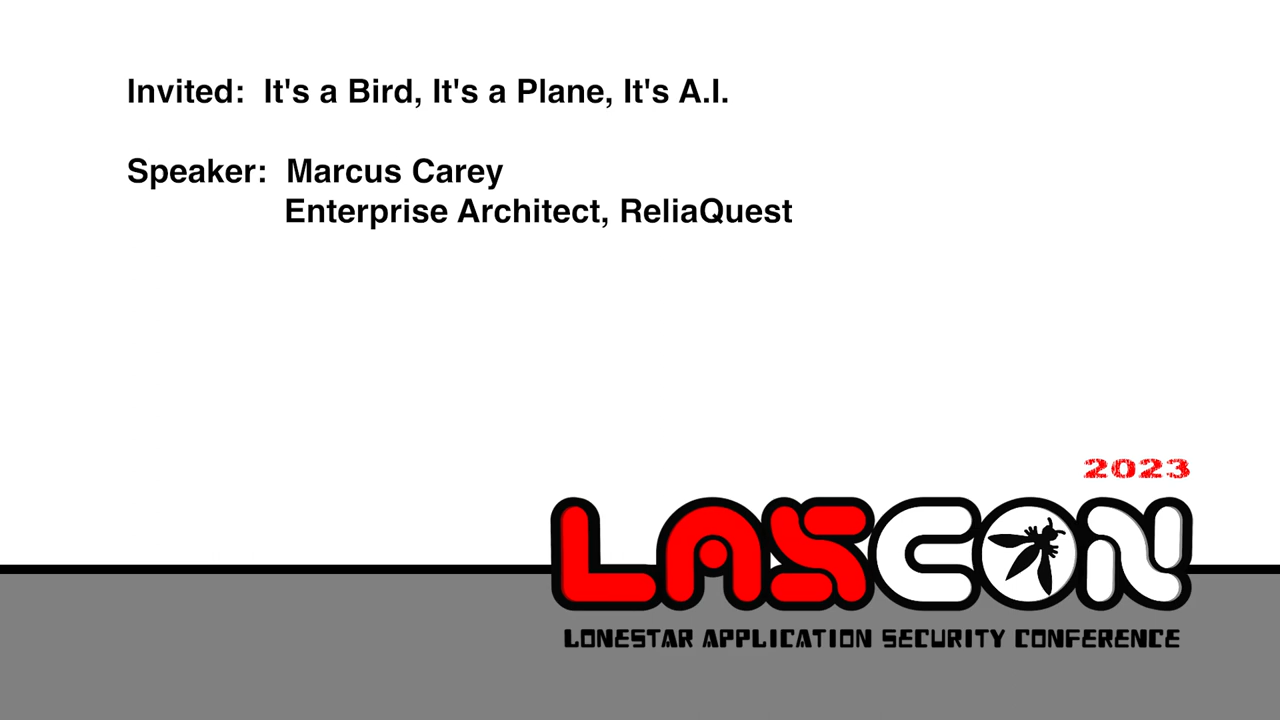 Invited: It's a Bird, It's a Plane, It's A.I.
Speaker: Marcus Carey
Enterprise Architect, ReliaQuest
2023
LASCON
LONESTAR APPLICATION SECURITY CONFERENCE